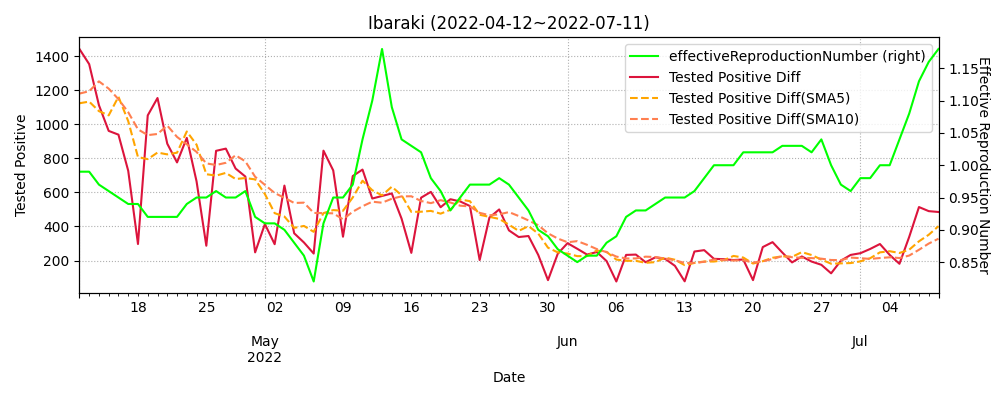 Ibaraki (2022-04-12~2022-07-11)
effectiveReproductionNumber (right)
Tested Positive Diff
Tested Positive Diff(SMA5)
Tested Positive Diff(SMA10)
Tested Positive
1400
1200
1000
800
600
400
200
Effective Reproduction Number
1.15
1.10
1.05
1.00
0.95
0.90
0.85
18 25 02 09 16 23 30 06 13 20 27 04
May Jun Jul
2022
Date